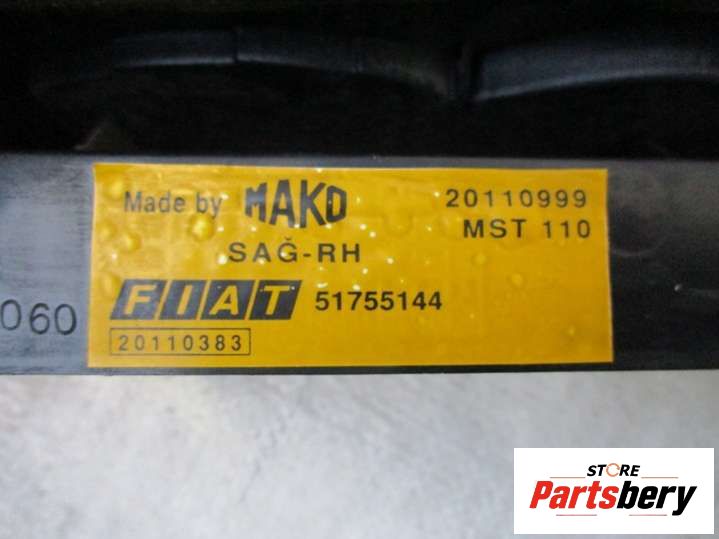 Made by MAKO 20110999
MST 110
SAĞ-RH
FIAT 51755144
20110383
060
STORE
Partsbery